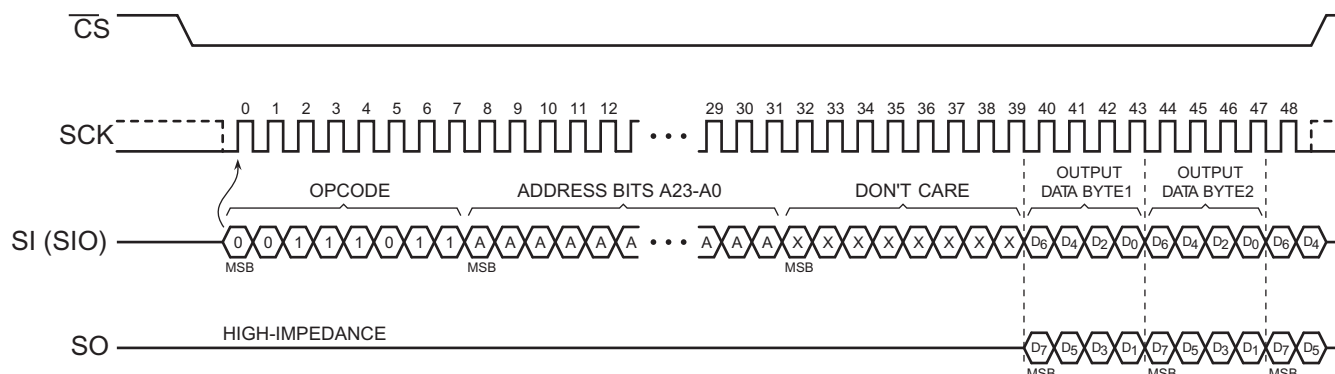 CS
0 1 2 3 4 5 6 7 8 9 10 11 12 29 30 31 32 33 34 35 36 37 38 39 40 41 42 43 44 45 46 47 48
SCK
OUTPUT OUTPUT
OPCODE ADDRESS BITS A23-A0 DON'T CARE DATA BYTE1 DATA BYTE2
SI (SIO) 0 0 1 1 1 0 1 1 A A A A A A A A A X X X X X X X X D6 D4 D2 D0 D6 D4 D2 D0 D6 D4
MSB MSB MSB
HIGH-IMPEDANCE
SO D7 D5 D3 D1 D7 D5 D3 D1 D7 D5
MSB MSB MSB